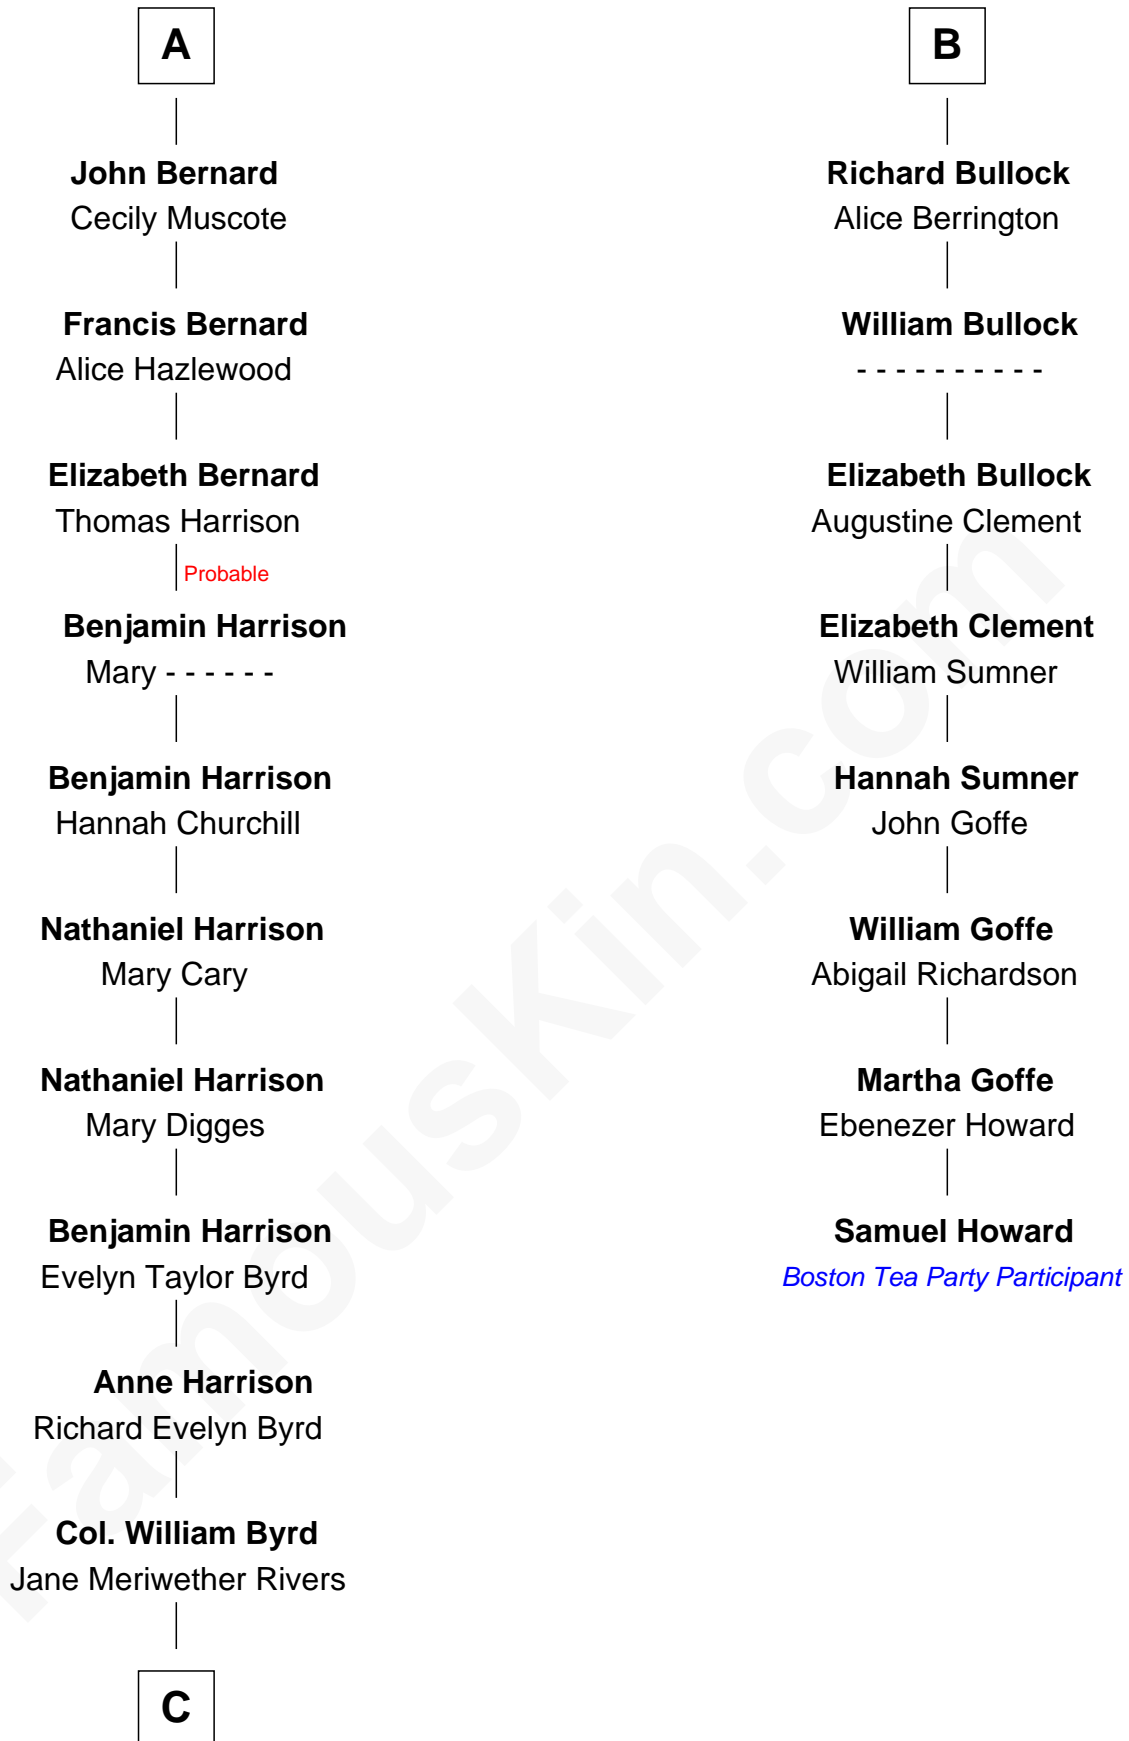 A
John Bernard
Cecily Muscote
Francis Bernard
Alice Hazlewood
Elizabeth Bernard
Thomas Harrison
Probable
Benjamin Harrison
Mary - - - - - -
Benjamin Harrison
Hannah Churchill
Nathaniel Harrison
Mary Cary
Nathaniel Harrison
Mary Digges
Benjamin Harrison
Evelyn Taylor Byrd
Anne Harrison
Richard Evelyn Byrd
Col. William Byrd
Jane Meriwether Rivers
C
B
Richard Bullock
Alice Berrington
William Bullock
- - - - - - - - - -
Elizabeth Bullock
Augustine Clement
Elizabeth Clement
William Sumner
Hannah Sumner
John Goffe
William Goffe
Abigail Richardson
Martha Goffe
Ebenezer Howard
Samuel Howard
Boston Tea Party Participant
FamousKin.com